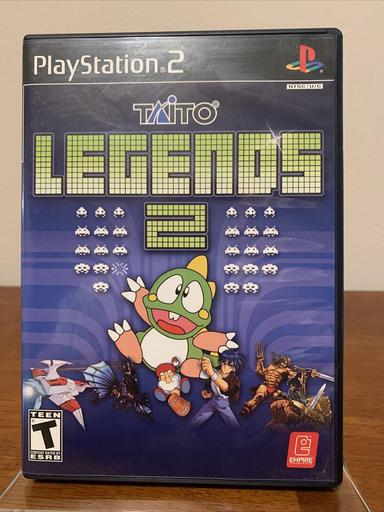 PlayStation®2
NTSC U/C
TAITO®
LEGENDS
2
TEEN
T
CONTENT RATED BY
ESRB
EMPIRE